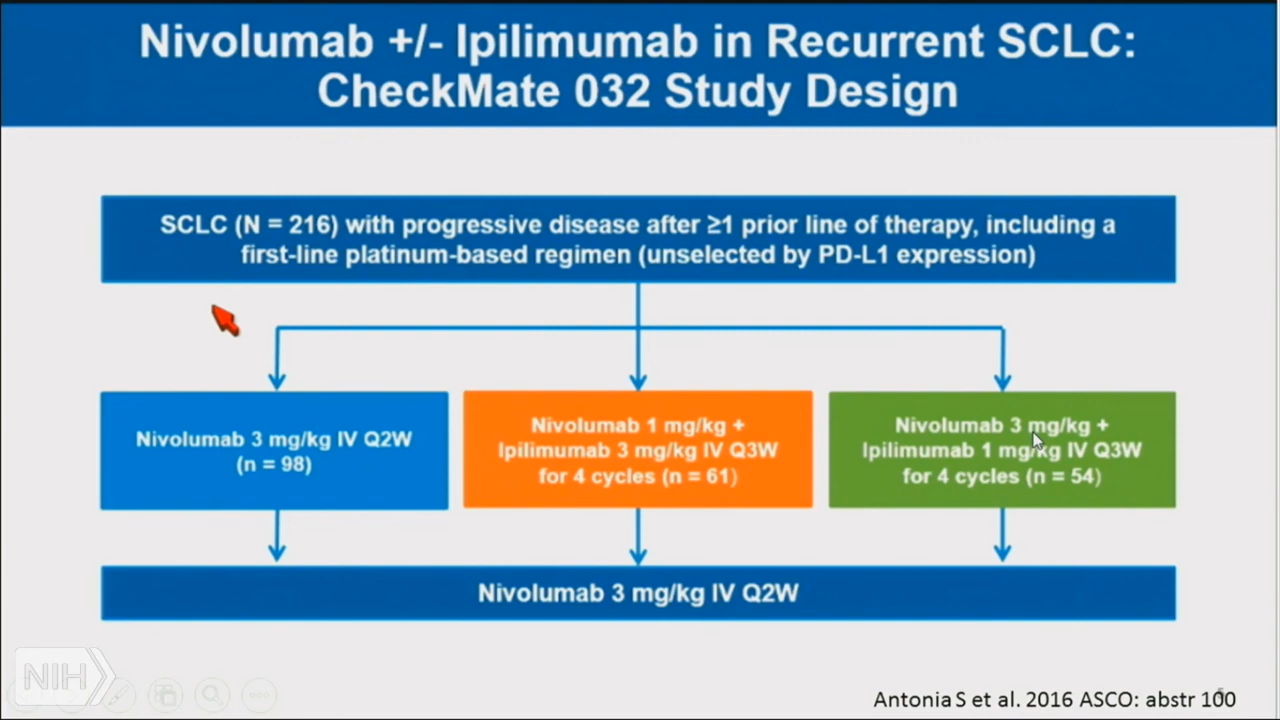 Nivolumab +/- Ipilimumab in Recurrent SCLC:
CheckMate 032 Study Design
SCLC (N = 216) with progressive disease after ≥1 prior line of therapy, including a
first-line platinum-based regimen (unselected by PD-L1 expression)
Nivolumab 3 mg/kg IV Q2W
(n = 98)
Nivolumab 1 mg/kg +
Ipilimumab 3 mg/kg IV Q3W
for 4 cycles (n = 61)
Nivolumab 3 mg/kg +
Ipilimumab 1 mg/kg IV Q3W
for 4 cycles (n = 54)
Nivolumab 3 mg/kg IV Q2W
NIH
Antonia S et al. 2016 ASCO: abstr 100